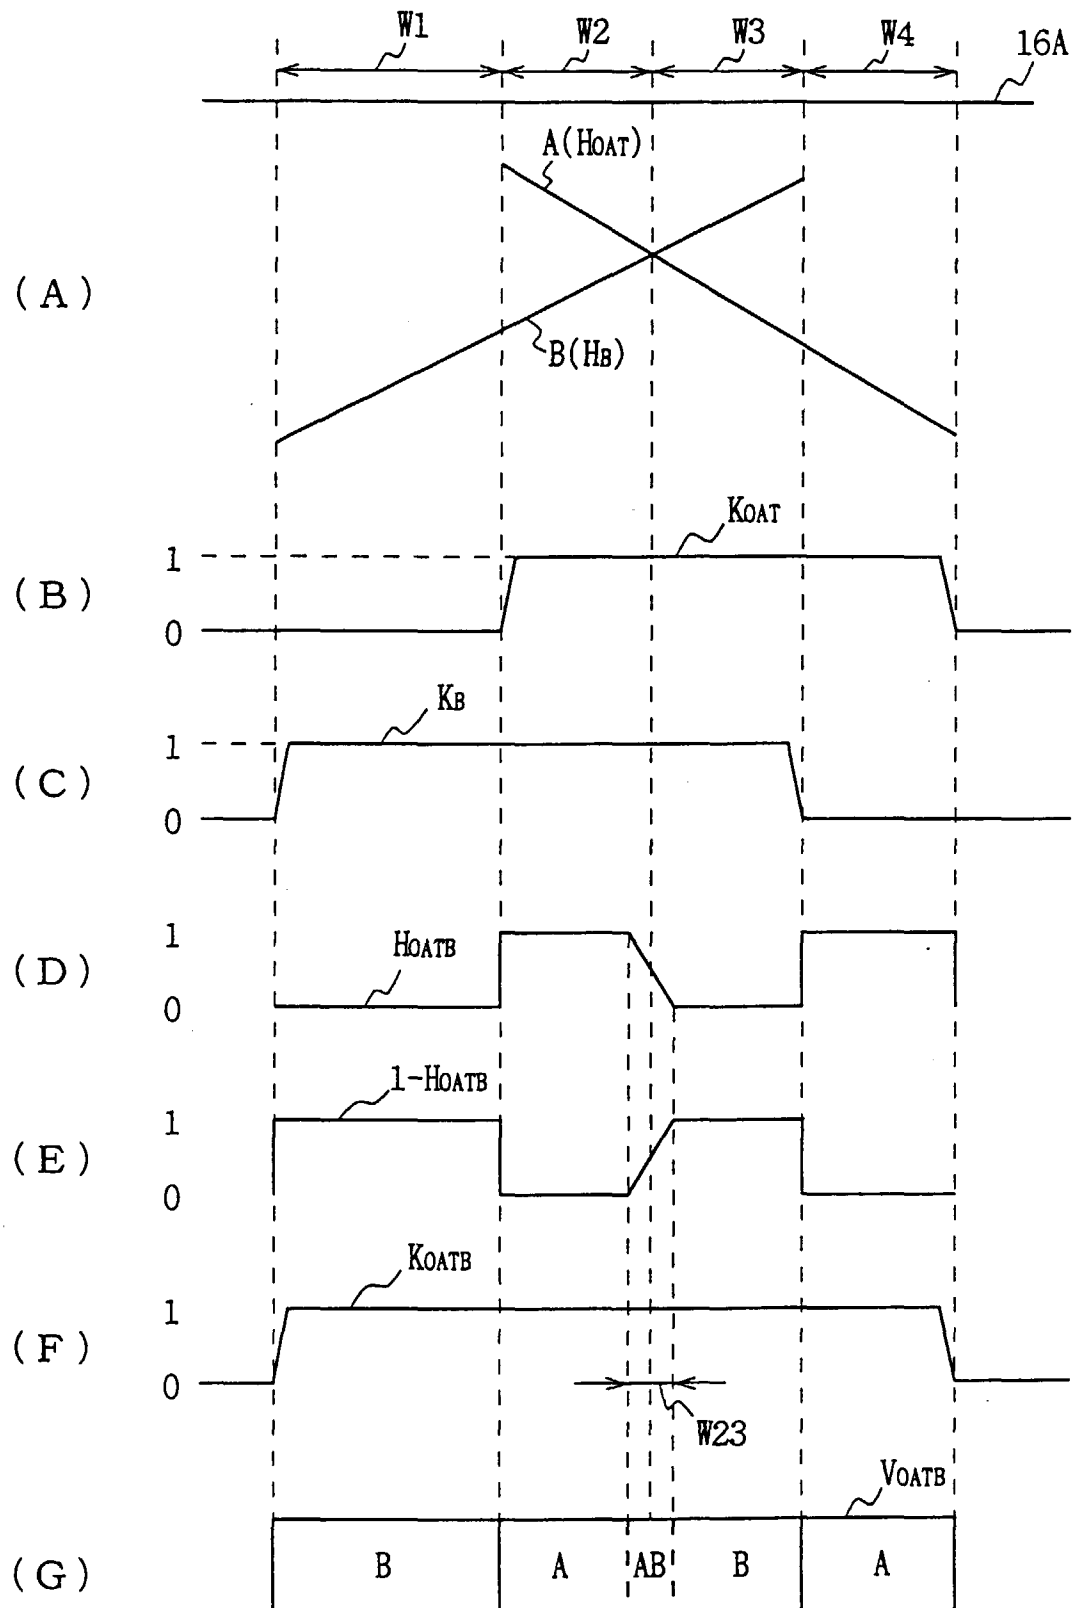 W1 W2 W3 W4
16A
A(HOAT)
(A)
B(HB)
KOAT
1
(B)
0
KB
1
(C)
0
HOATB
1
(D)
0
1-HOATB
1
(E)
0
KOATB
1
(F)
0
W23
VOATB
(G) B A AB B A